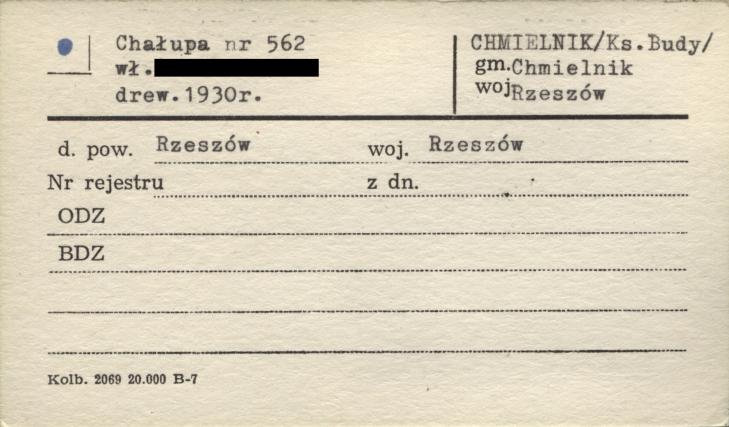 Chałupa nr 562
wł.
drew.1930r.
CHMIELNIK/Ks.Budy/
gm.Chmielnik
woj Rzeszów
d. pow. Rzeszów woj. Rzeszów
Nr rejestru z dn.
ODZ
BDZ
Kolb. 2069 20.000 B-7